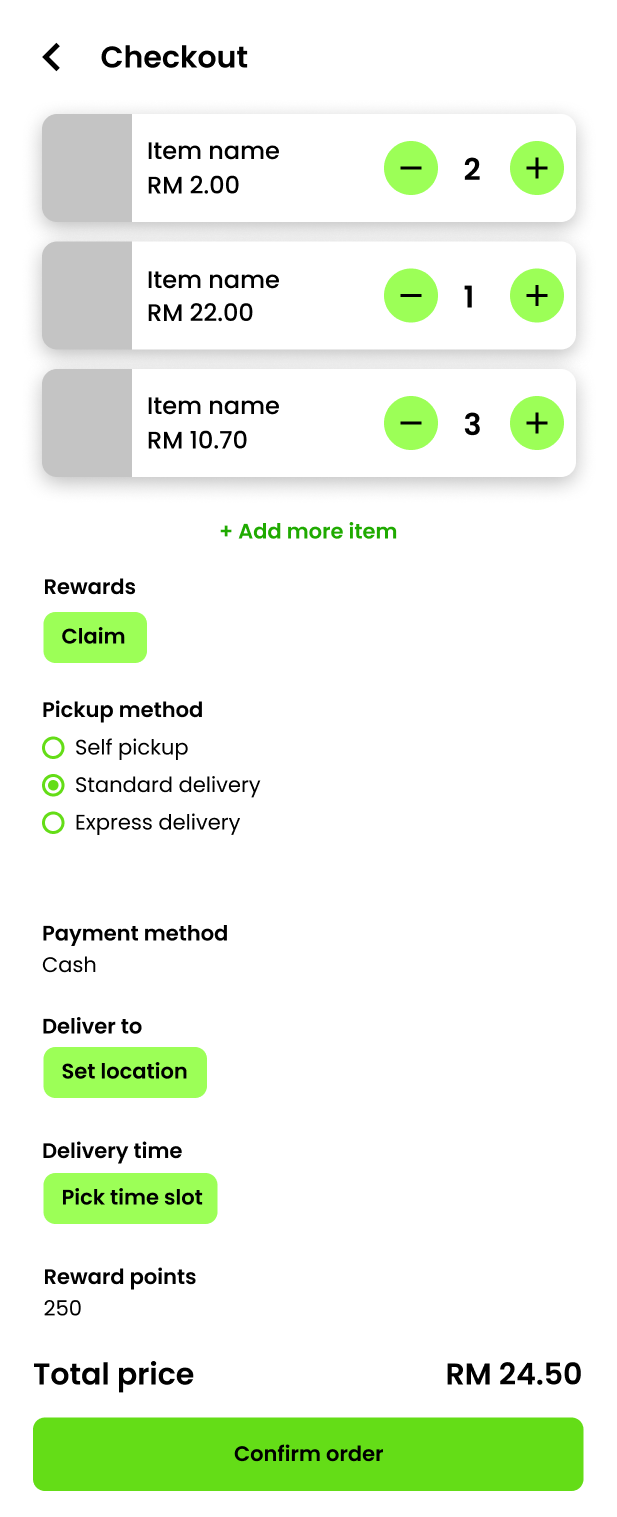 Checkout
Item name
RM 2.00
2
Item name
RM 22.00
1
Item name
RM 10.70
3
+ Add more item
Rewards
Claim
Pickup method
Self pickup
Standard delivery
Express delivery
Payment method
Cash
Deliver to
Set location
Delivery time
Pick time slot
Reward points
250
Total price RM 24.50
Confirm order